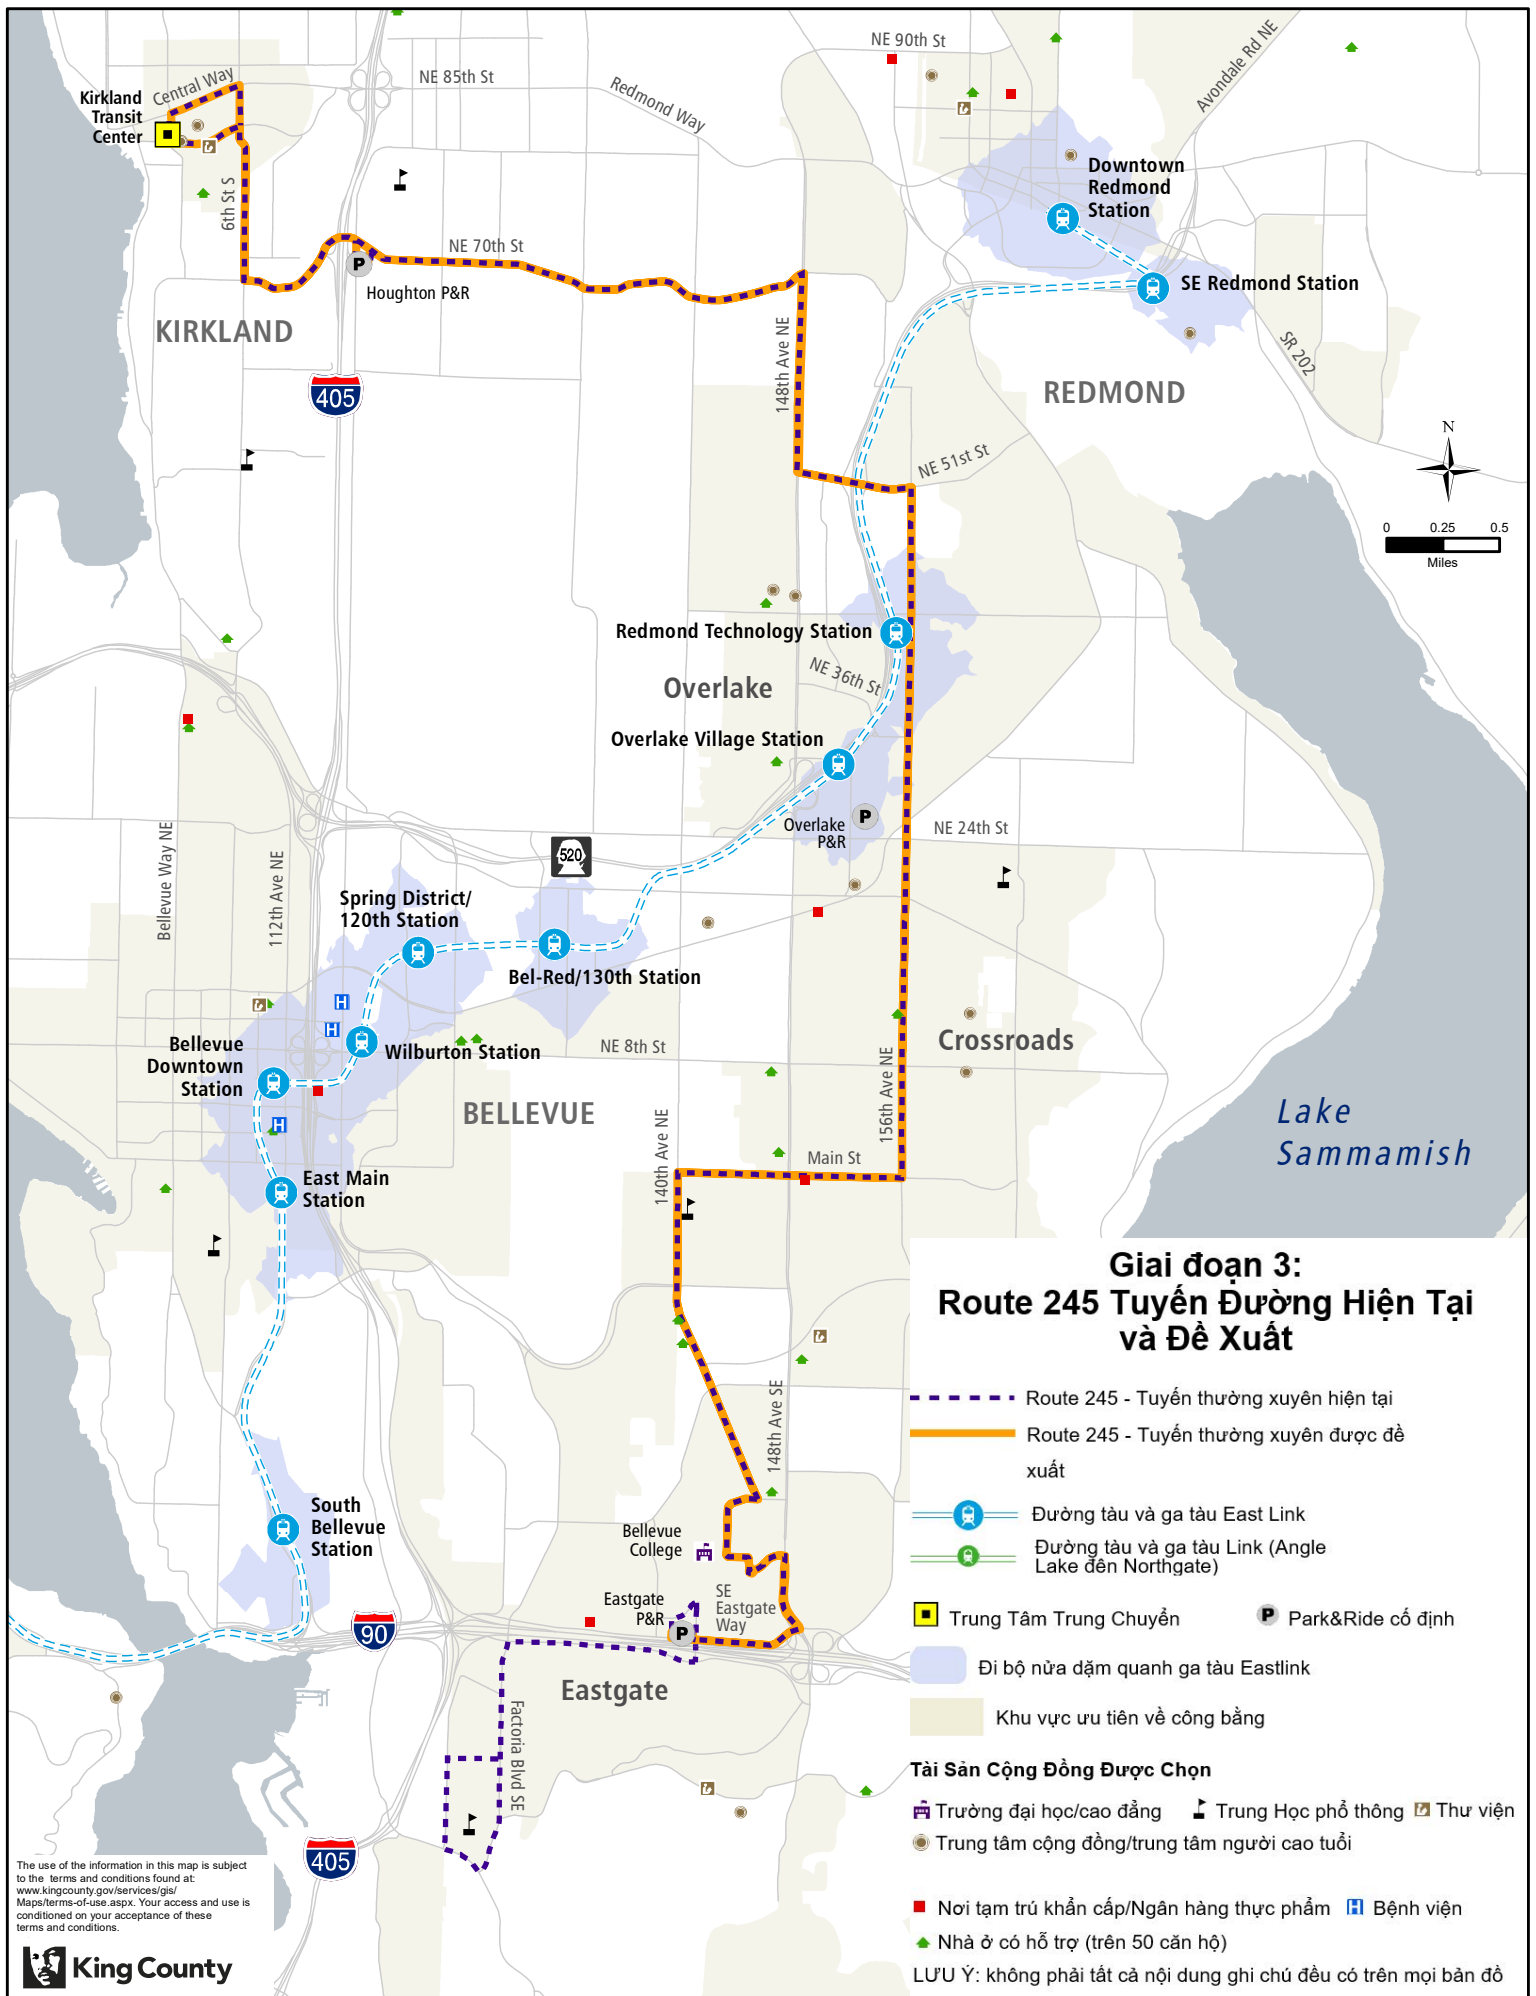 NE 90th St
Avondale Rd NE
NE 85th St
Redmond Way
Central Way
Kirkland
Transit
Center
6th St S
Downtown
Redmond
Station
NE 70th St
P
Houghton P&R
SE Redmond Station
KIRKLAND
148th Ave NE
SR 202
405
REDMOND
N
NE 51st St
0 0.25 0.5
Miles
Redmond Technology Station
NE 36th St
Overlake
Overlake Village Station
P
Overlake
P&R
NE 24th St
Bellevue Way NE
112th Ave NE
520
Spring District/
120th Station
Bel-Red/130th Station
H
H
Bellevue
Downtown
Station
Wilburton Station
NE 8th St
Crossroads
156th Ave NE
BELLEVUE
140th Ave NE
H
Lake
Sammamish
Main St
East Main
Station
148th Ave SE
South
Bellevue
Station
Bellevue
College
Eastgate
P&R
P
SE
Eastgate
Way
90
Eastgate
Factoria Blvd SE
405
Giai đoạn 3:
Route 245 Tuyến Đường Hiện Tại
và Đề Xuất
Route 245 - Tuyến thường xuyên hiện tại
Route 245 - Tuyến thường xuyên được đề
xuất
Đường tàu và ga tàu East Link
Đường tàu và ga tàu Link (Angle
Lake đến Northgate)
Trung Tâm Trung Chuyển
P Park&Ride cố định
Đi bộ nửa dặm quanh ga tàu Eastlink
Khu vực ưu tiên về công bằng
Tài Sản Cộng Đồng Được Chọn
Trường đại học/cao đẳng Trung Học phổ thông Thư viện
Trung tâm cộng đồng/trung tâm người cao tuổi
Nơi tạm trú khẩn cấp/Ngân hàng thực phẩm H Bệnh viện
Nhà ở có hỗ trợ (trên 50 căn hộ)
LƯU Ý: không phải tất cả nội dung ghi chú đều có trên mọi bản đồ
The use of the information in this map is subject
to the terms and conditions found at:
www.kingcounty.gov/services/gis/
Maps/terms-of-use.aspx. Your access and use is
conditioned on your acceptance of these
terms and conditions.
King County